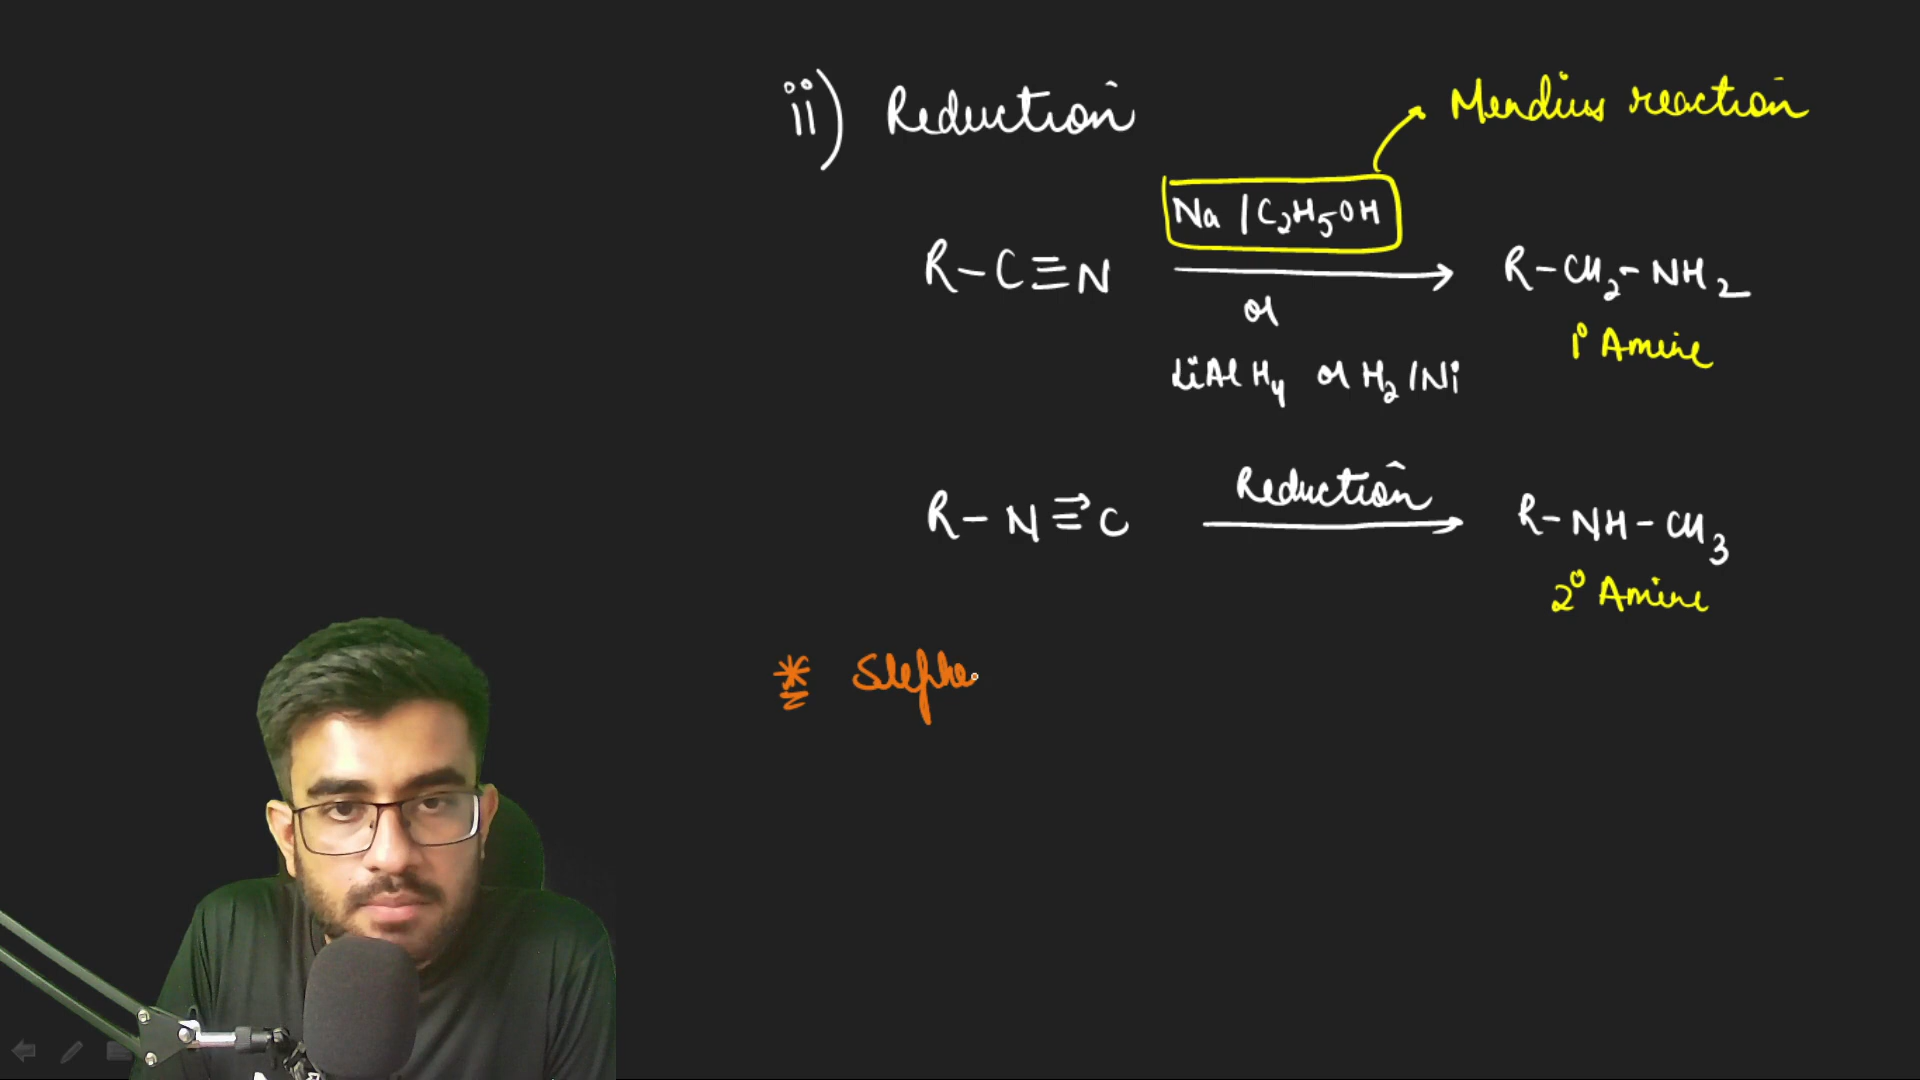 ii) Reduction
Mendius reaction
Na / C₂H₅OH
R-C≡N ⟶ R-CH₂-NH₂
or
1° Amine
LiAlH₄ or H₂/Ni
Reduction
R-N≡C ⟶ R-NH-CH₃
2° Amine
* Stephe